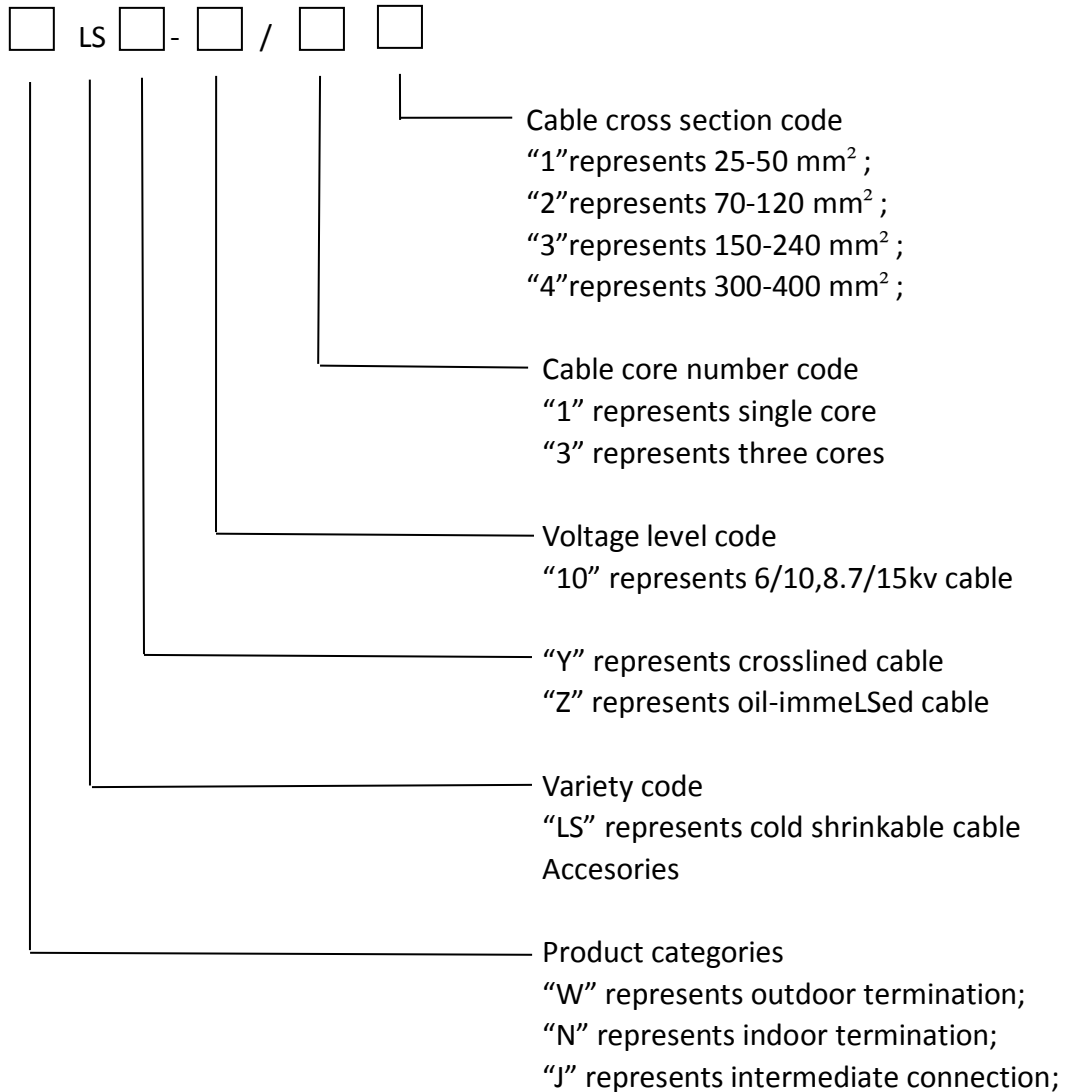 LS - /
Cable cross section code
“1”represents 25-50 mm² ;
“2”represents 70-120 mm² ;
“3”represents 150-240 mm² ;
“4”represents 300-400 mm² ;
Cable core number code
“1” represents single core
“3” represents three cores
Voltage level code
“10” represents 6/10,8.7/15kv cable
“Y” represents crosslined cable
“Z” represents oil-immeLSed cable
Variety code
“LS” represents cold shrinkable cable
Accesories
Product categories
“W” represents outdoor termination;
“N” represents indoor termination;
“J” represents intermediate connection;